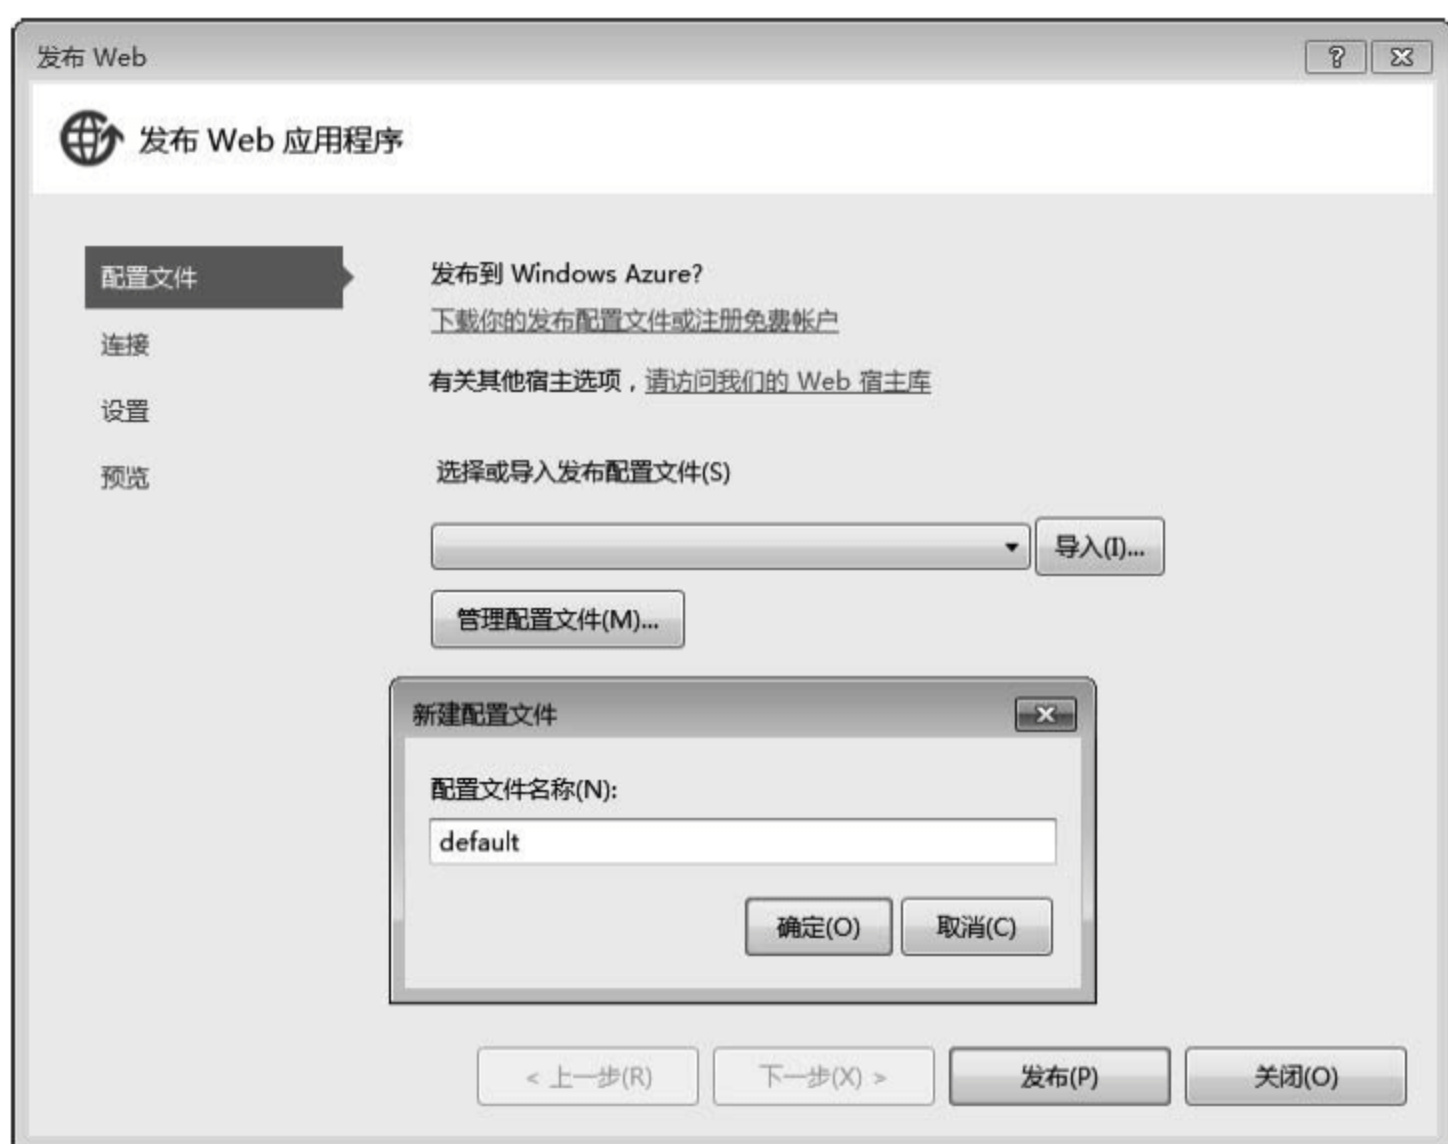 发布 Web
发布 Web 应用程序
配置文件
连接
设置
预览
发布到 Windows Azure?
下载你的发布配置文件或注册免费帐户
有关其他宿主选项，请访问我们的 Web 宿主库
选择或导入发布配置文件(S)
导入(I)...
管理配置文件(M)...
新建配置文件
配置文件名称(N):
default
确定(O) 取消(C)
< 上一步(R) 下一步(X) > 发布(P) 关闭(O)